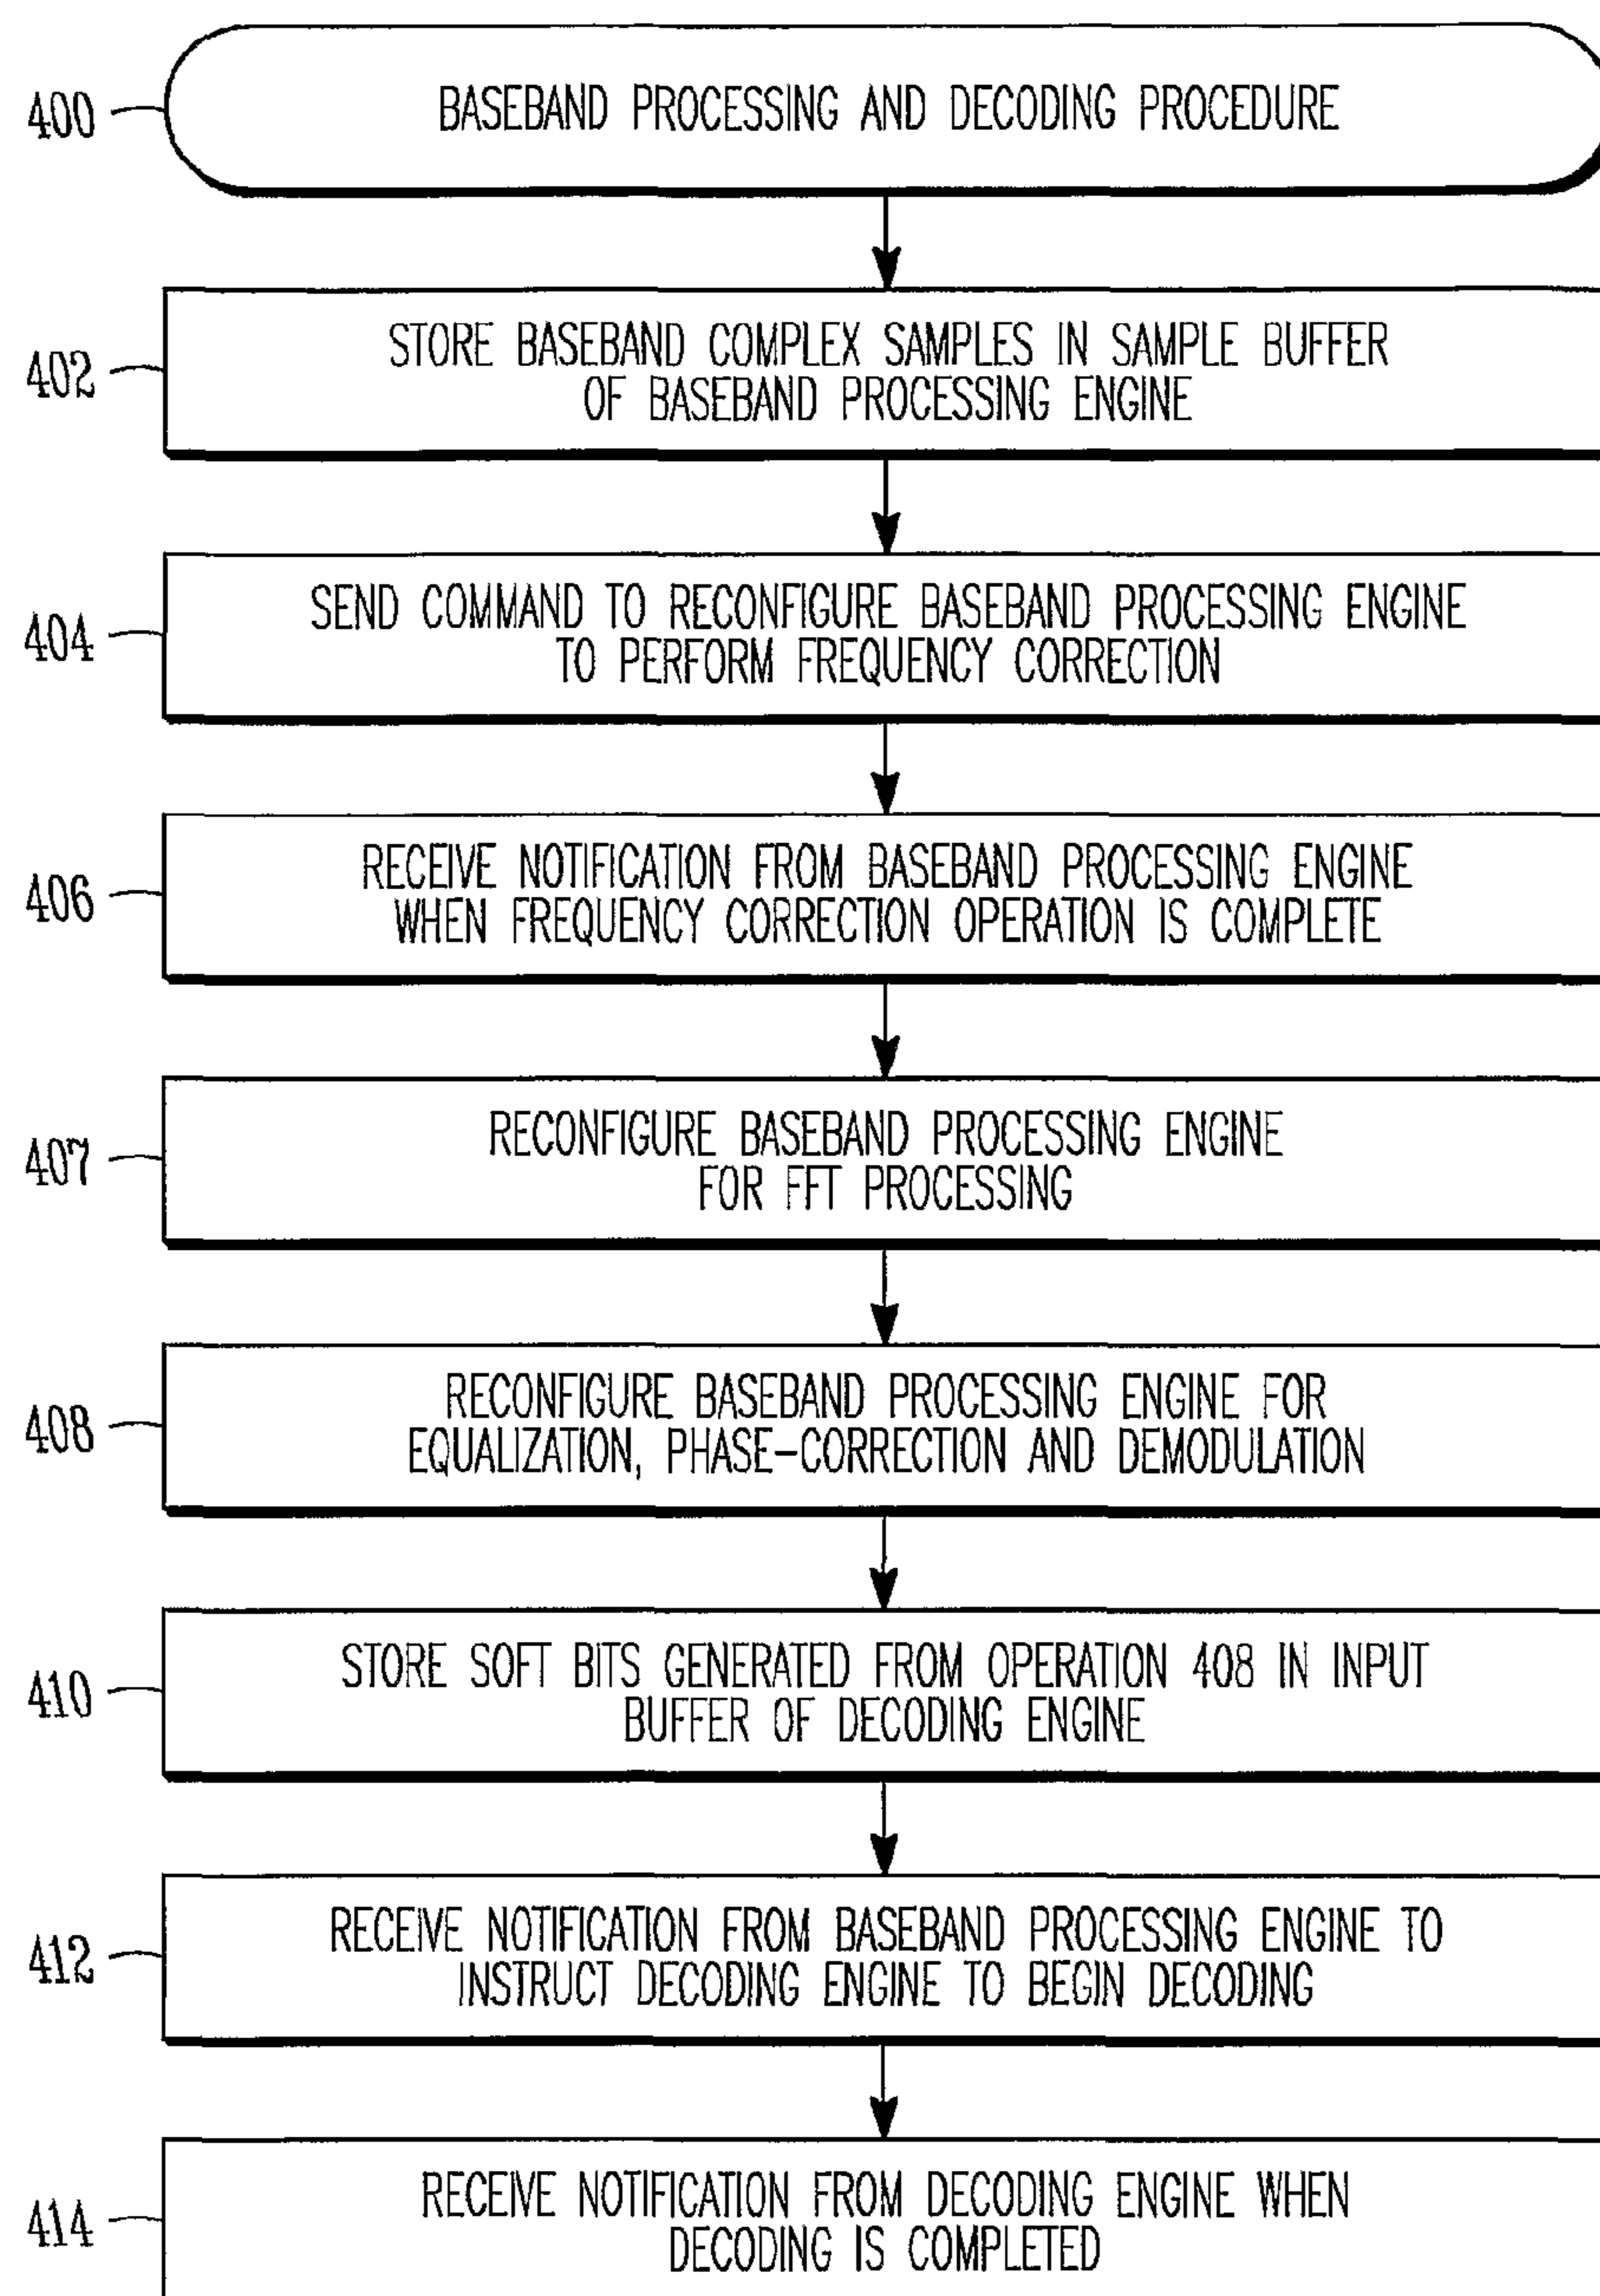 400
BASEBAND PROCESSING AND DECODING PROCEDURE
402
STORE BASEBAND COMPLEX SAMPLES IN SAMPLE BUFFER
OF BASEBAND PROCESSING ENGINE
404
SEND COMMAND TO RECONFIGURE BASEBAND PROCESSING ENGINE
TO PERFORM FREQUENCY CORRECTION
406
RECEIVE NOTIFICATION FROM BASEBAND PROCESSING ENGINE
WHEN FREQUENCY CORRECTION OPERATION IS COMPLETE
407
RECONFIGURE BASEBAND PROCESSING ENGINE
FOR FFT PROCESSING
408
RECONFIGURE BASEBAND PROCESSING ENGINE FOR
EQUALIZATION, PHASE-CORRECTION AND DEMODULATION
410
STORE SOFT BITS GENERATED FROM OPERATION 408 IN INPUT
BUFFER OF DECODING ENGINE
412
RECEIVE NOTIFICATION FROM BASEBAND PROCESSING ENGINE TO
INSTRUCT DECODING ENGINE TO BEGIN DECODING
414
RECEIVE NOTIFICATION FROM DECODING ENGINE WHEN
DECODING IS COMPLETED